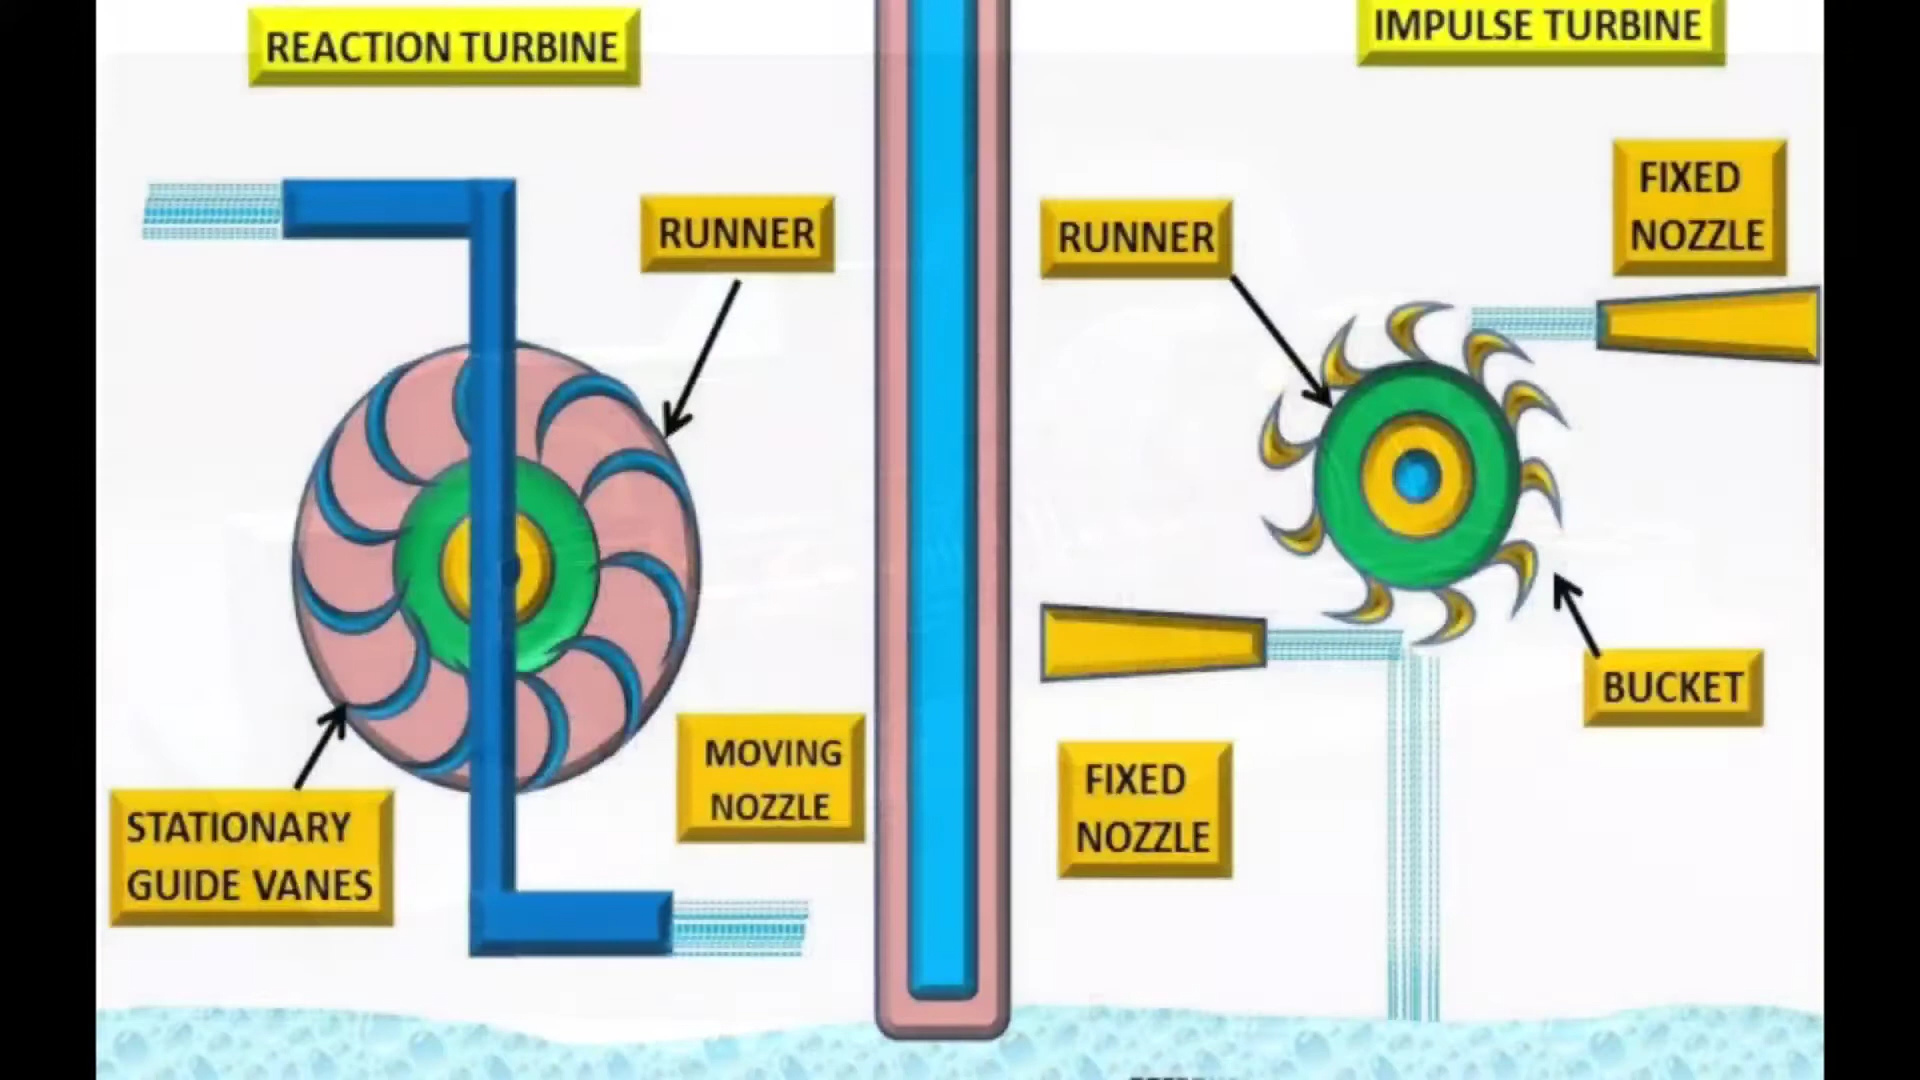 REACTION TURBINE
RUNNER
STATIONARY
GUIDE VANES
MOVING
NOZZLE
IMPULSE TURBINE
FIXED
NOZZLE
RUNNER
BUCKET
FIXED
NOZZLE